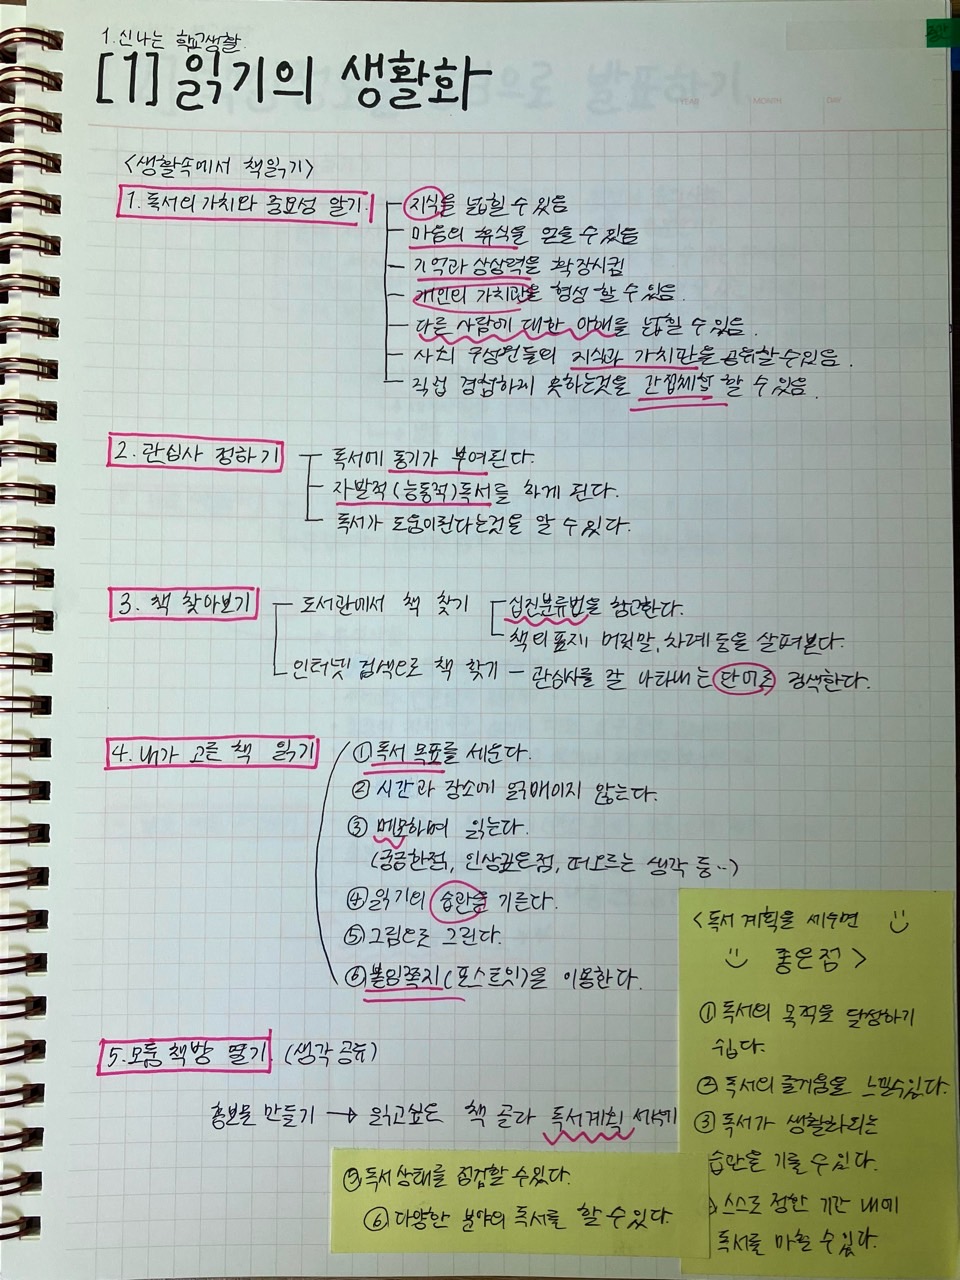 1.신나는 학교생활.
[1] 읽기의 생활화
YEAR MONTH DAY
<생활속에서 책읽기>
1. 독서의 가치와 중요성 알기
지식을 넓힐 수 있음
마음의 휴식을 얻을 수 있음
기억과 상상력을 확장시킴
개인의 가치관을 형성 할 수 있음.
다른 사람에 대한 이해를 넓힐 수 있음.
사회 구성원들의 지식과 가치관을 공유할 수 있음.
직접 경험하지 못하는것을 간접체험 할 수 있음.
2. 관심사 정하기
독서에 동기가 부여된다.
자발적(능동적)독서를 하게 된다.
독서가 도움이된다는것을 알 수 있다.
3. 책 찾아보기
도서관에서 책 찾기
십진분류법을 참고한다.
책의 표지, 머릿말, 차례 등을 살펴본다.
인터넷 검색으로 책 찾기 - 관심사를 잘 나타내는 단어로 검색한다.
4. 내가 고른 책 읽기
① 독서 목표를 세운다.
② 시간과 장소에 얽매이지 않는다.
③ 메모하며 읽는다.
(궁금한점, 인상깊은점, 떠오르는 생각 등..)
④ 읽기의 습관을 기른다.
⑤ 그림으로 그린다.
⑥ 붙임쪽지(포스트잇)을 이용한다.
5. 모둠 책방 열기 (생각 공유)
홍보물 만들기 → 읽고싶은 책 골라 독서계획 세우기
<독서 계획을 세우면
좋은점>
① 독서의 목적을 달성하기
쉽다.
② 독서의 즐거움을 느낄수있다.
③ 독서가 생활화되는
습관을 기를 수 있다.
스스로 정한 기간 내에
독서를 마칠 수 있다.
⑤ 독서 상태를 점검할 수있다.
⑥ 다양한 분야의 독서를 할 수 있다.